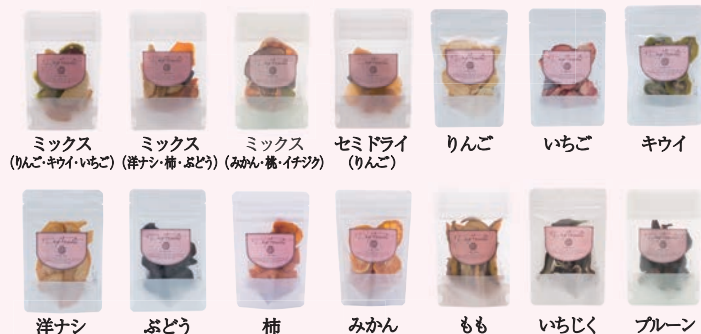 ミックス
（りんご・キウイ・いちご）
ミックス
（洋ナシ・柿・ぶどう）
ミックス
（みかん・桃・イチジク）
セミドライ
（りんご）
りんご
いちご
キウイ
洋ナシ
ぶどう
柿
みかん
もも
いちじく
プルーン